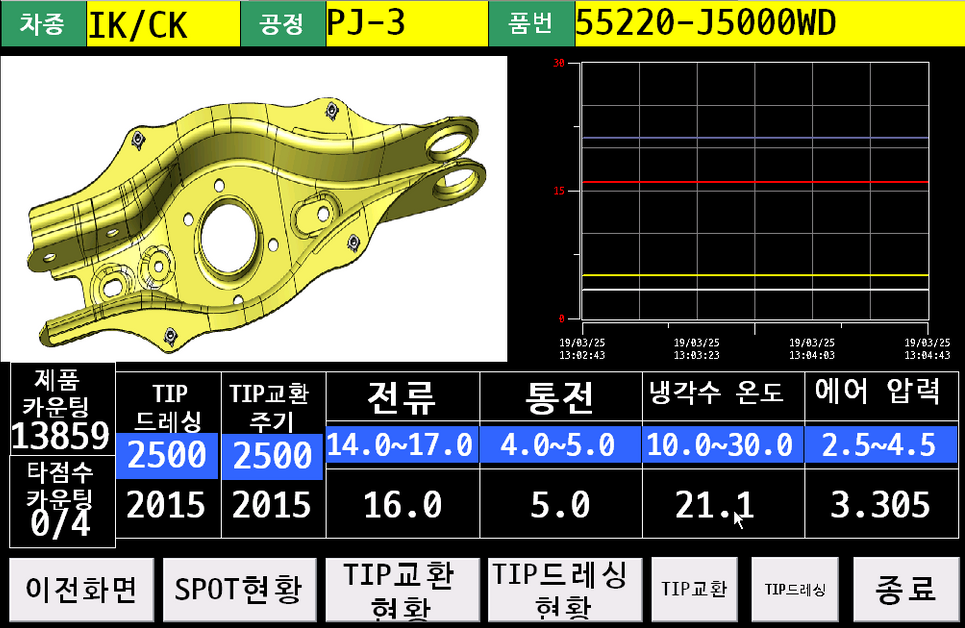 차종 IK/CK 공정 PJ-3 품번 55220-J5000WD
30
15
0
19/03/25 19/03/25 19/03/25 19/03/25
13:02:43 13:03:23 13:04:03 13:04:43
제품
카운팅
13859
타점수
카운팅
0/4
TIP
드레싱
2500
2015
TIP교환
주기
2500
2015
전류
14.0~17.0
16.0
통전
4.0~5.0
5.0
냉각수 온도
10.0~30.0
21.1
에어 압력
2.5~4.5
3.305
이전화면
SPOT현황
TIP교환
현황
TIP드레싱
현황
TIP교환
TIP드레싱
종료